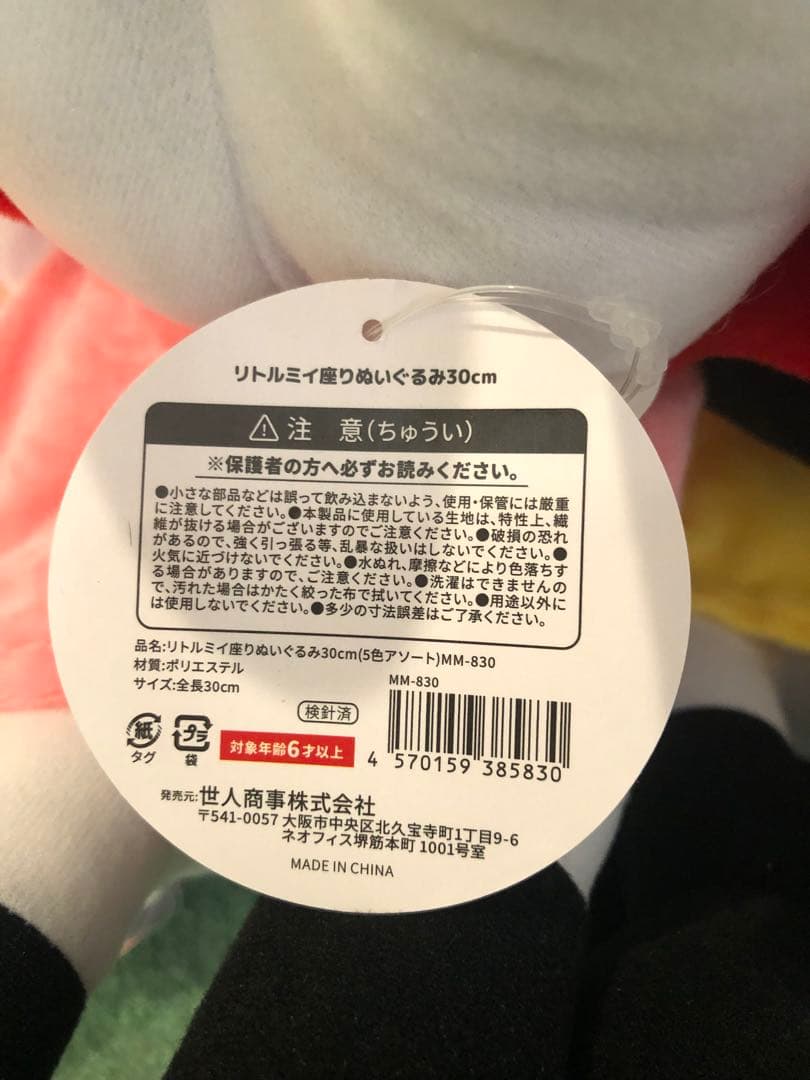 リトルミイ座りぬいぐるみ30cm
注 意(ちゅうい)
※保護者の方へ必ずお読みください。
●小さな部品などは誤って飲み込まないよう、使用・保管には厳重
に注意してください。●本製品に使用している生地は、特性上、繊
維が抜ける場合がございますのでご注意ください。●破損の恐れ
があるので、強く引っ張る等、乱暴な扱いはしないでください。●
火気に近づけないでください。●水ぬれ、摩擦などにより色落ちす
る場合がありますので、ご注意ください。●洗濯はできませんの
で、汚れた場合はかたく絞った布で拭いてください。●用途以外に
は使用しないでください。●多少の寸法誤差はご了承ください。
品名:リトルミイ座りぬいぐるみ30cm(5色アソート)MM-830
材質:ポリエステル
サイズ:全長30cm
MM-830
検針済
紙
タグ
プラ
袋
対象年齢6才以上
4 570159 385830
発売元:世人商事株式会社
〒541-0057 大阪市中央区北久宝寺町1丁目9-6
ネオフィス堺筋本町 1001号室
MADE IN CHINA